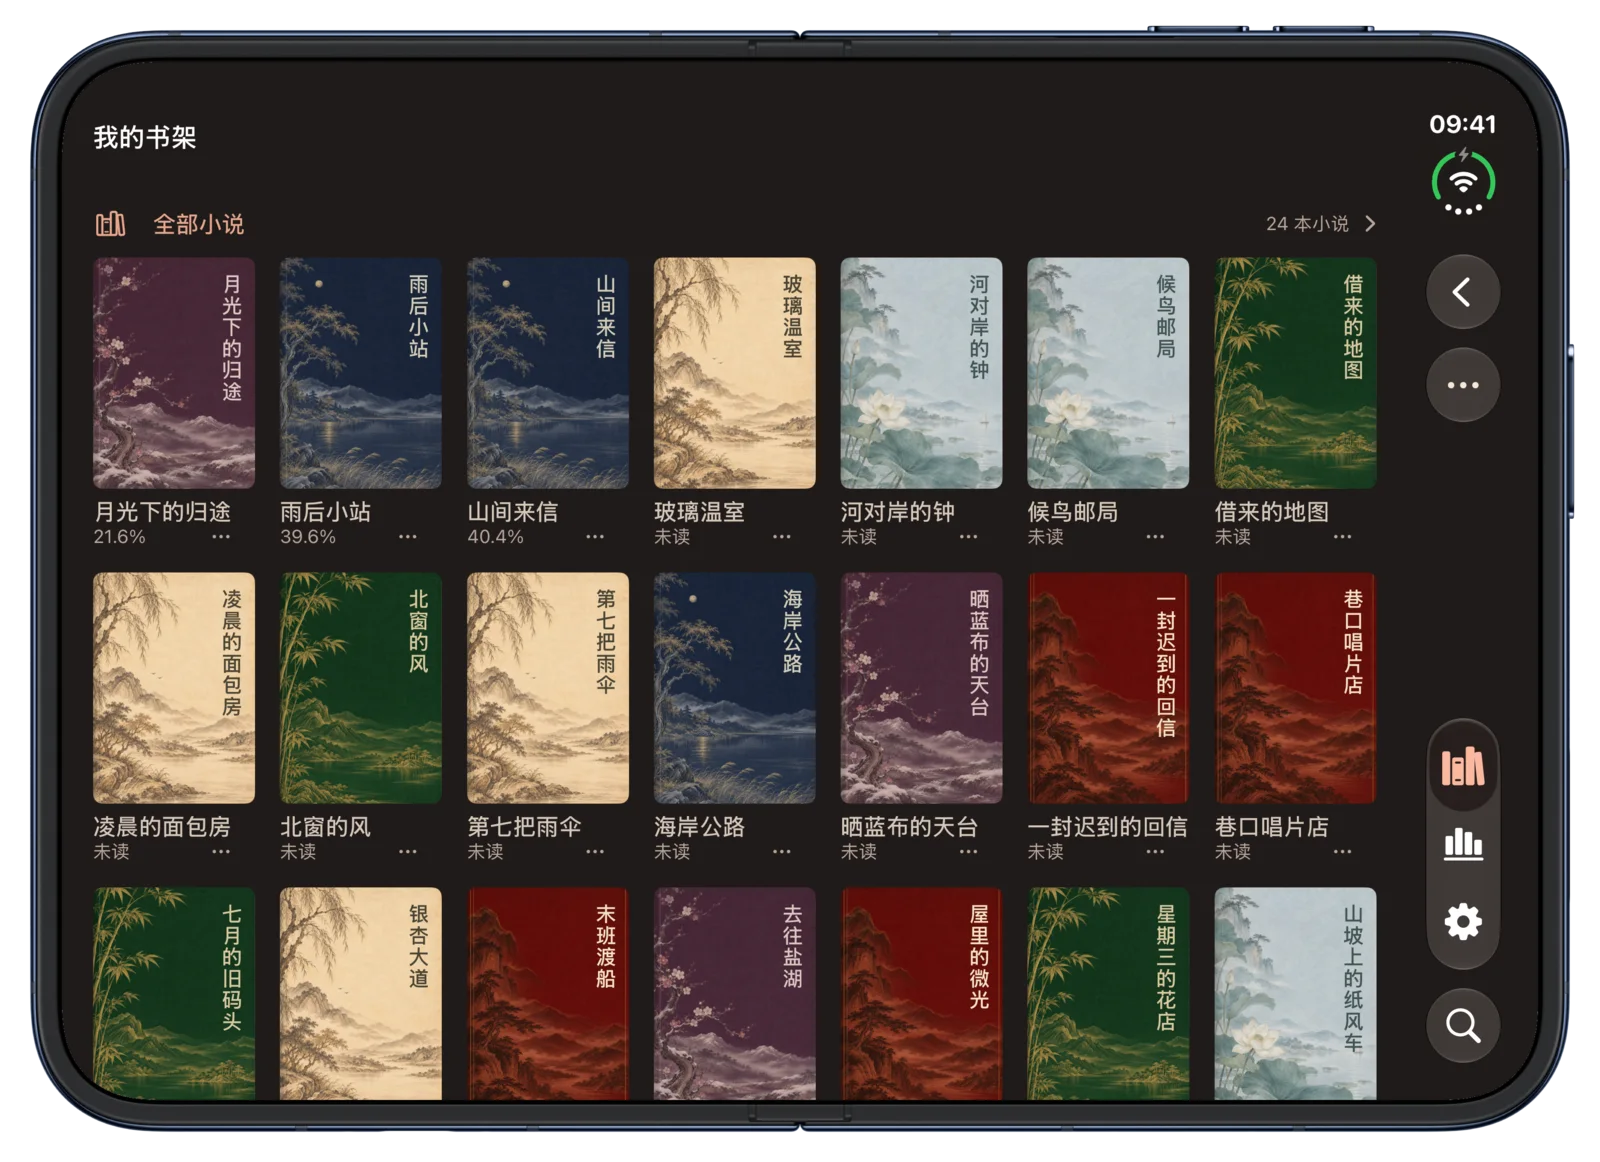 我的书架
09:41
全部小说
24 本小说
月光下的归途
雨后小站
山间来信
玻璃温室
河对岸的钟
候鸟邮局
借来的地图
月光下的归途
21.6%
雨后小站
39.6%
山间来信
40.4%
玻璃温室
未读
河对岸的钟
未读
候鸟邮局
未读
借来的地图
未读
凌晨的面包房
北窗的风
第七把雨伞
海岸公路
晒蓝布的天台
一封迟到的回信
巷口唱片店
凌晨的面包房
未读
北窗的风
未读
第七把雨伞
未读
海岸公路
未读
晒蓝布的天台
未读
一封迟到的回信
未读
巷口唱片店
未读
七月的旧码头
银杏大道
末班渡船
去往盐湖
屋里的微光
星期三的花店
山坡上的纸风车